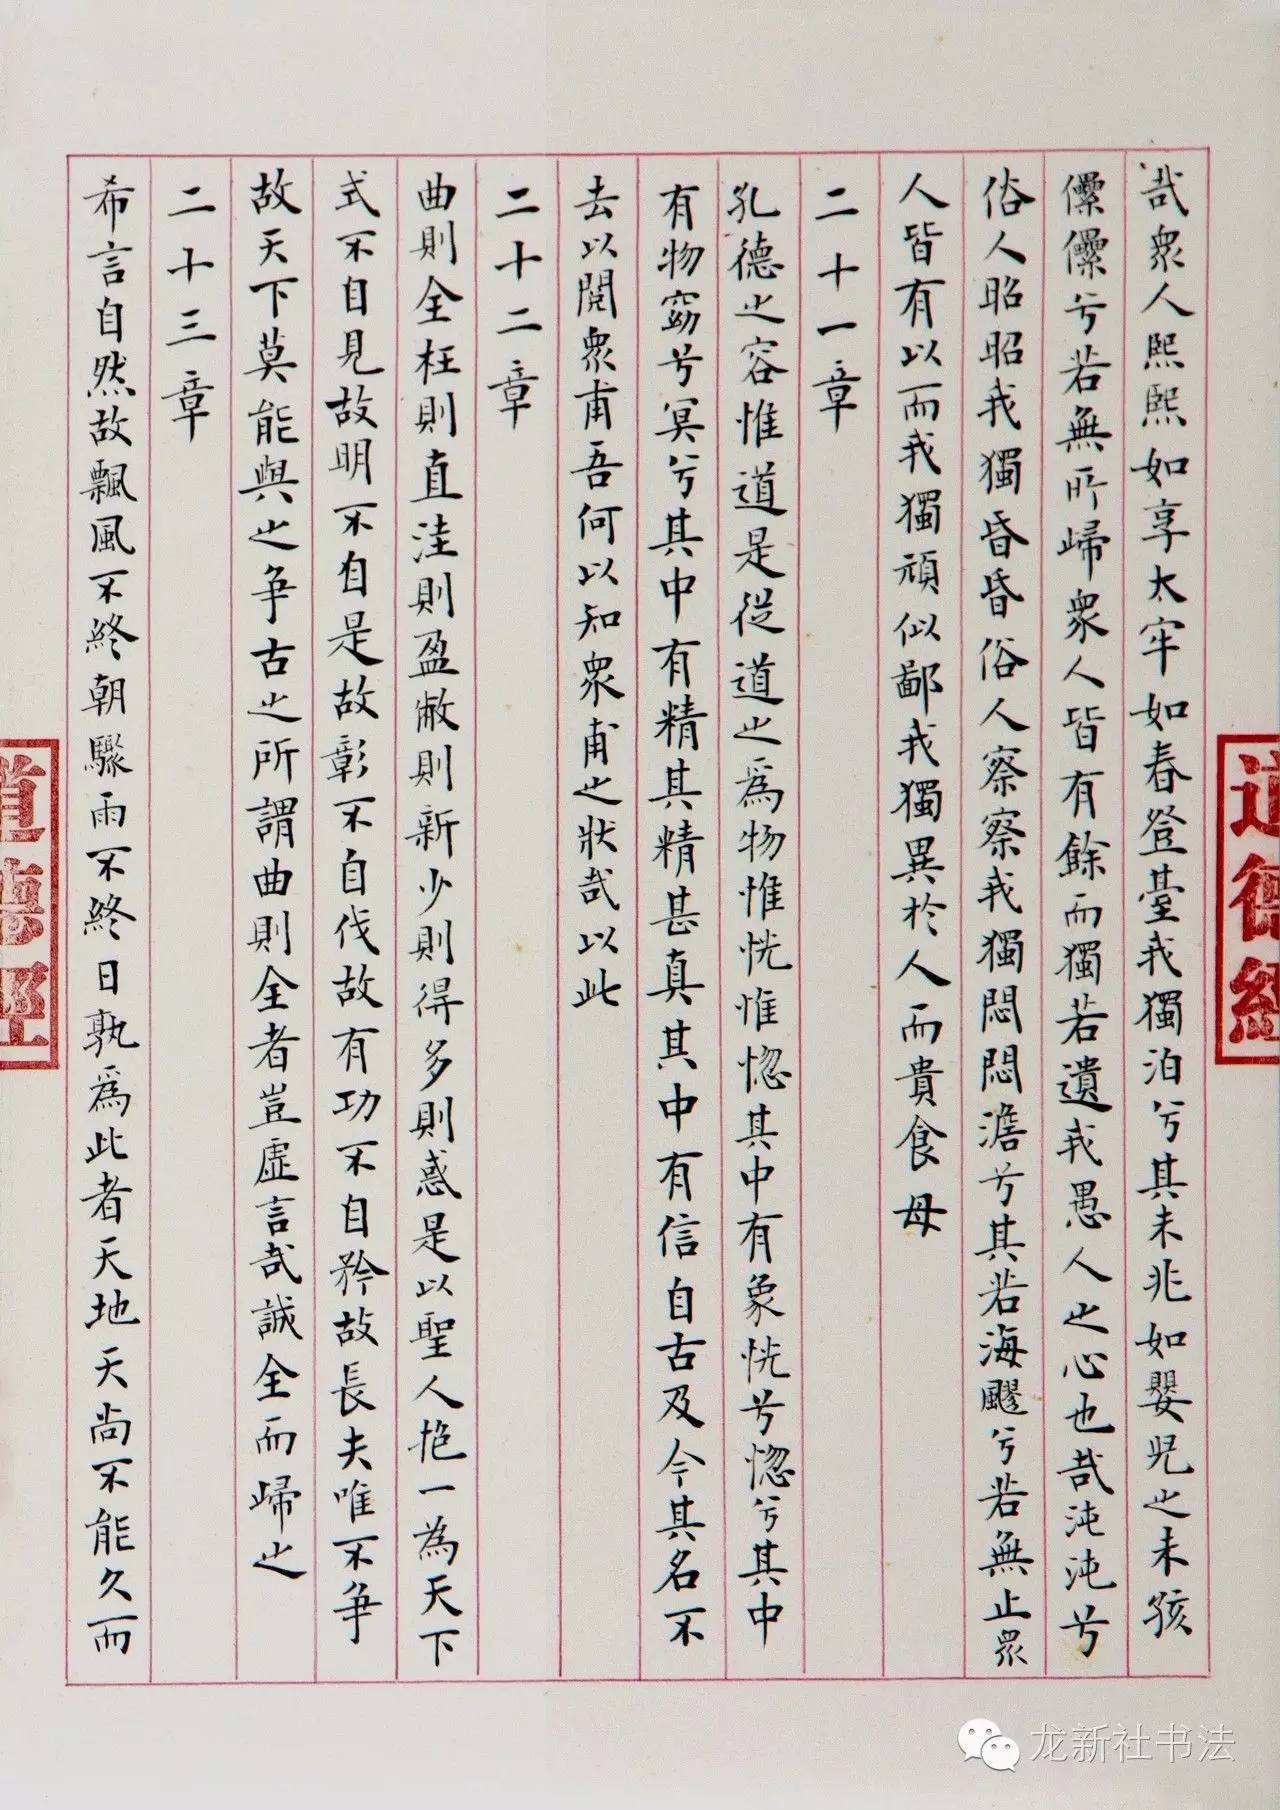 哉衆人熙熙如享太牢如春登臺我獨泊兮其未兆如嬰児之未孩
儽儽兮若無所歸衆人皆有餘而獨若遺我愚人之心也哉沌沌兮
俗人昭昭我獨昏昏俗人察察我獨悶悶澹兮其若海飂兮若無止衆
人皆有以而我獨頑似鄙我獨異於人而貴食母
二十一章
孔德之容惟道是從道之為物惟恍惟惚其中有象恍兮惚兮其中
有物窈兮冥兮其中有精其精甚真其中有信自古及今其名不
去以閱衆甫吾何以知衆甫之狀哉以此
二十二章
曲則全枉則直洼則盈敝則新少則得多則惑是以聖人抱一為天下
式不自見故明不自是故彰不自伐故有功不自矜故長夫唯不争
故天下莫能與之争古之所謂曲則全者豈虛言哉誠全而歸之
二十三章
希言自然故飄風不終朝驟雨不終日孰為此者天地天尚不能久而
道德經
道德經
龙新社书法